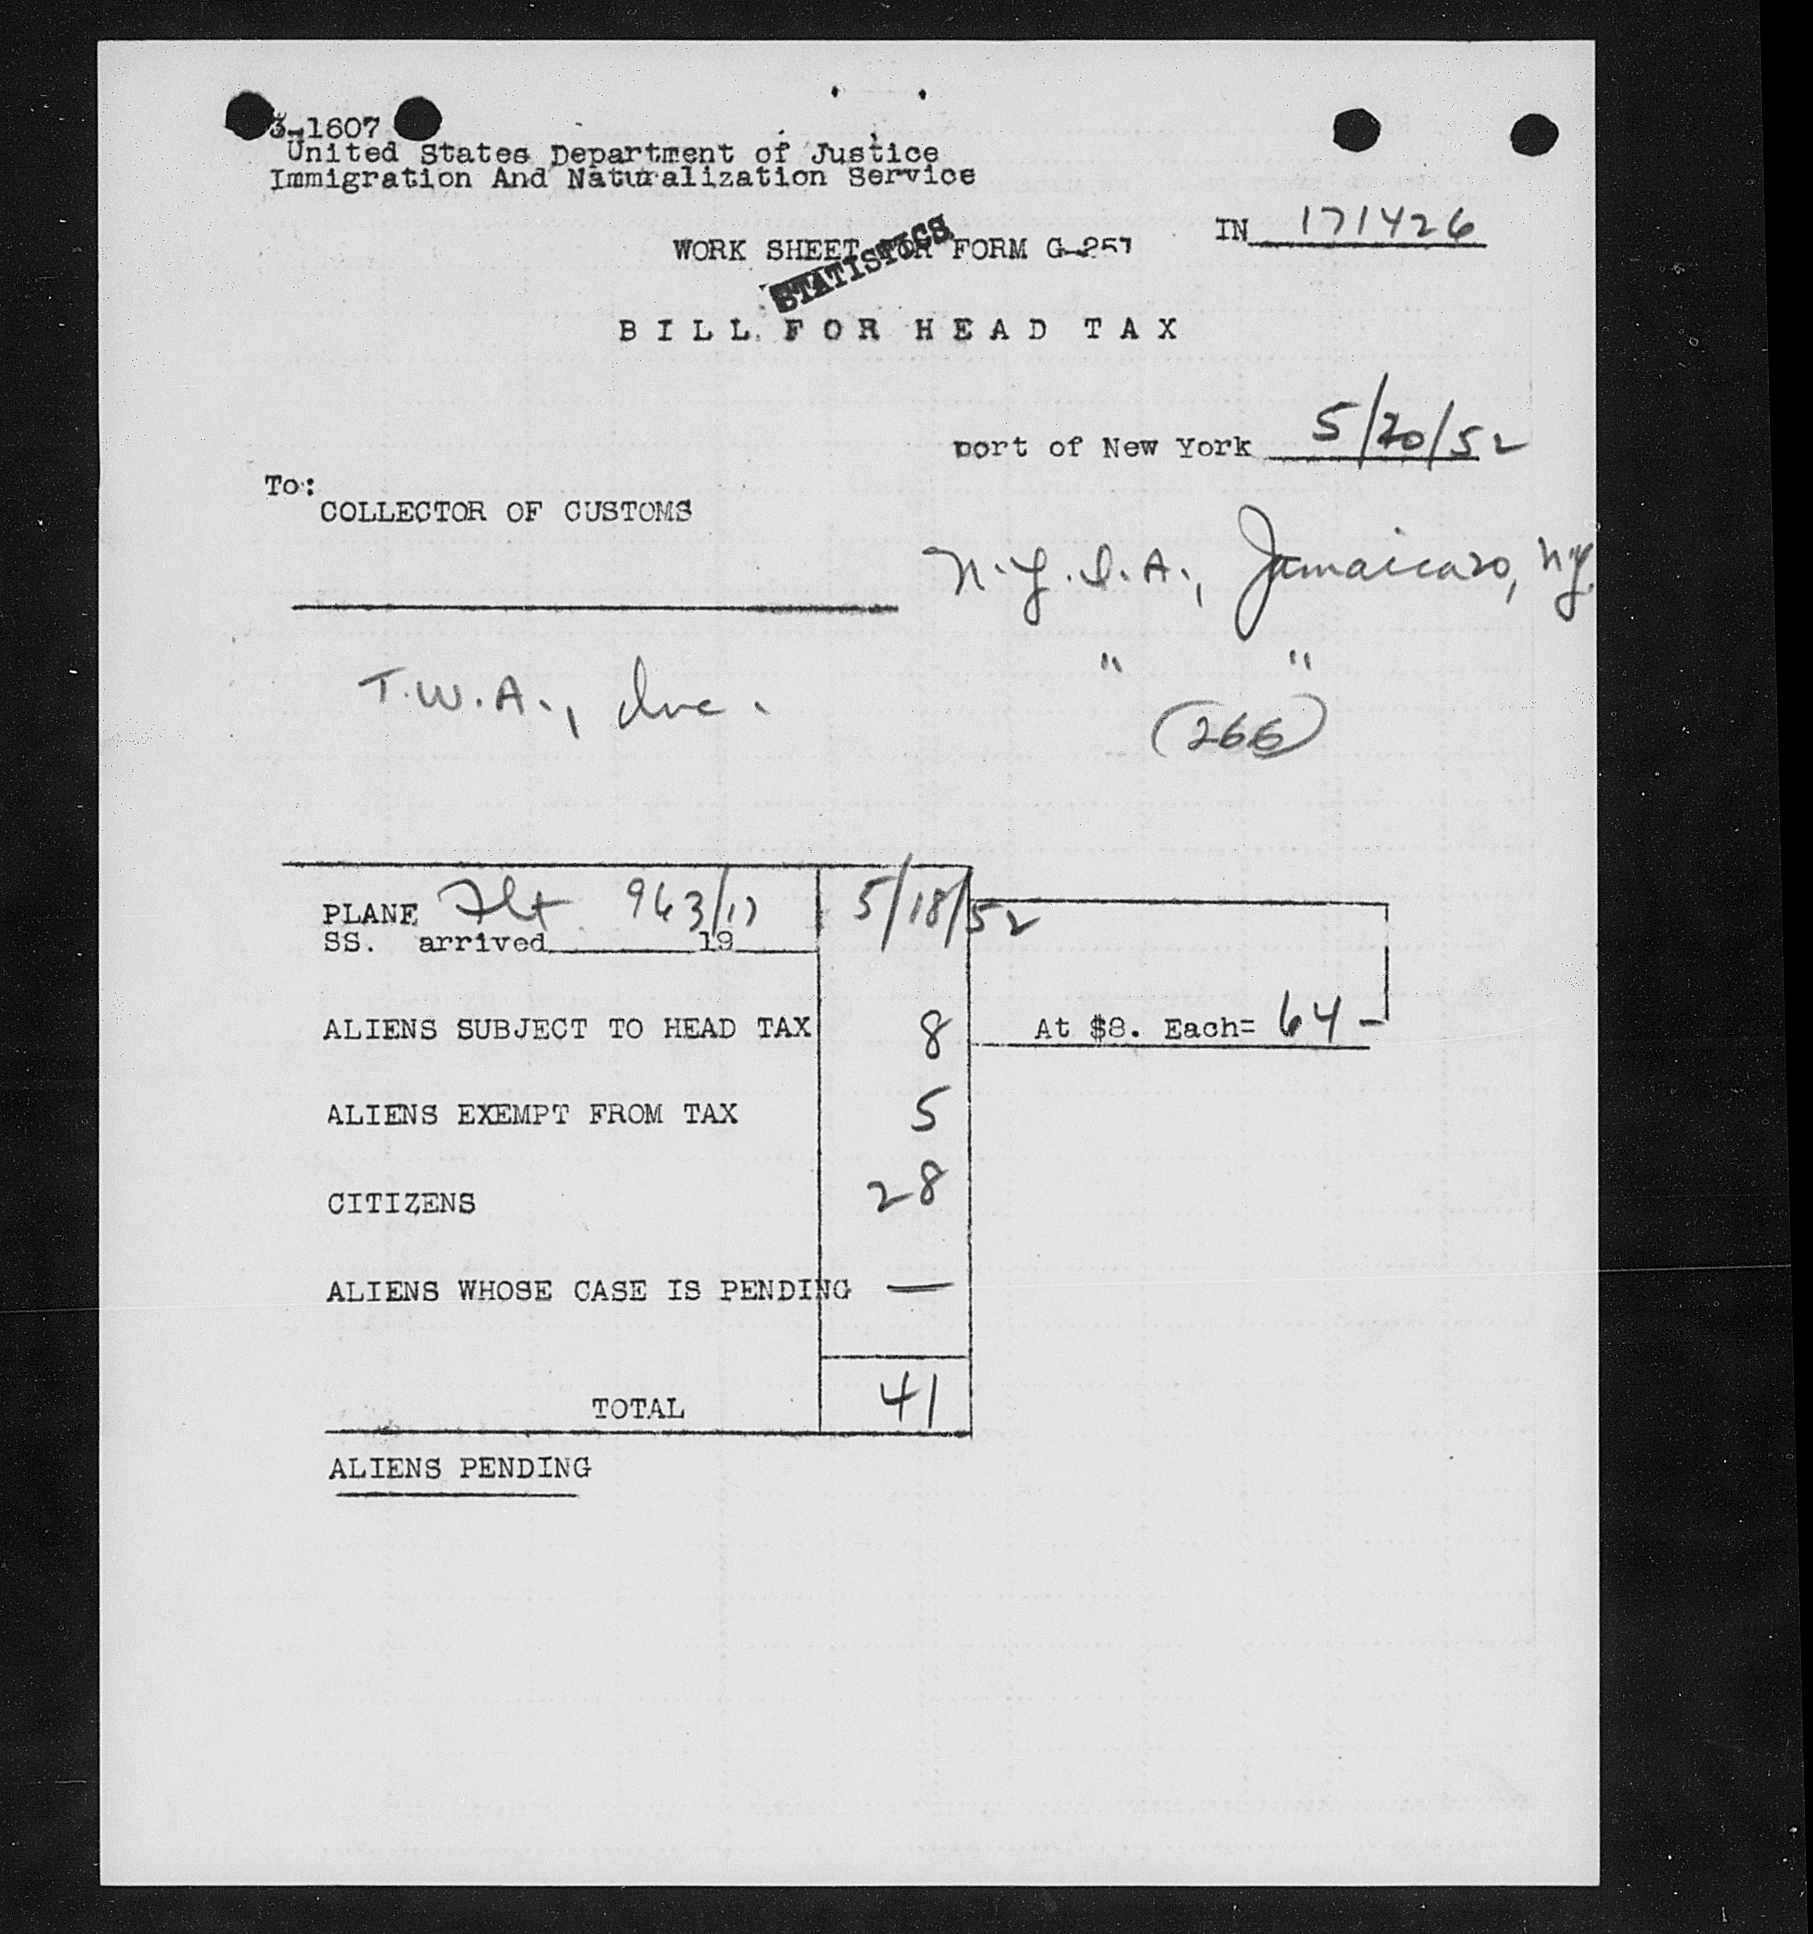 3-1607
United States Department of Justice
Immigration And Naturalization Service
IN 171426
WORK SHEET FOR FORM G-257
STATISTICS
BILL FOR HEAD TAX
port of New York 5/20/52
To:
COLLECTOR OF CUSTOMS
N.Y.I.A., Jamaica, N.Y.
T.W.A., Inc. " "
(266)
PLANE Flt 963/17 5/18/52
SS. arrived 19
ALIENS SUBJECT TO HEAD TAX 8 At $8. Each= 64-
ALIENS EXEMPT FROM TAX 5
CITIZENS 28
ALIENS WHOSE CASE IS PENDING —
TOTAL 41
ALIENS PENDING